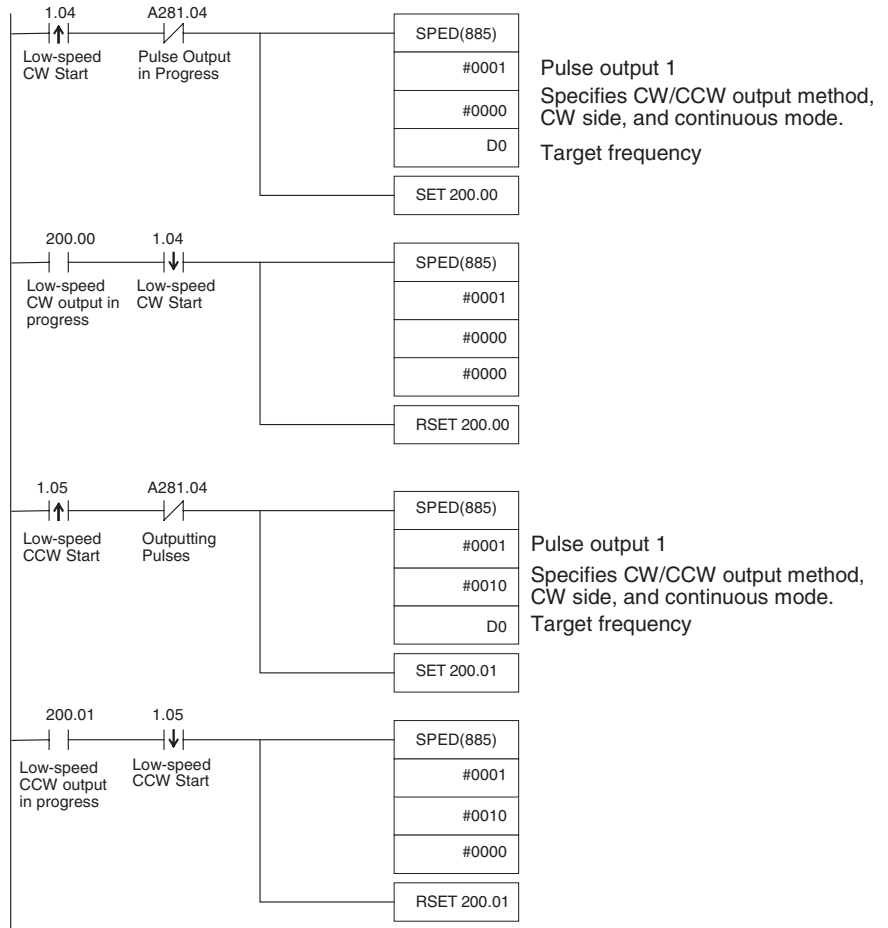 1.04 A281.04
Low-speed
CW Start
Pulse Output
in Progress
SPED(885)
#0001
#0000
D0
Pulse output 1
Specifies CW/CCW output method,
CW side, and continuous mode.
Target frequency
SET 200.00
200.00 1.04
Low-speed
CW output in
progress
Low-speed
CW Start
SPED(885)
#0001
#0000
#0000
RSET 200.00
1.05 A281.04
Low-speed
CCW Start
Outputting
Pulses
SPED(885)
#0001
#0010
D0
Pulse output 1
Specifies CW/CCW output method,
CW side, and continuous mode.
Target frequency
SET 200.01
200.01 1.05
Low-speed
CCW output
in progress
Low-speed
CCW Start
SPED(885)
#0001
#0010
#0000
RSET 200.01